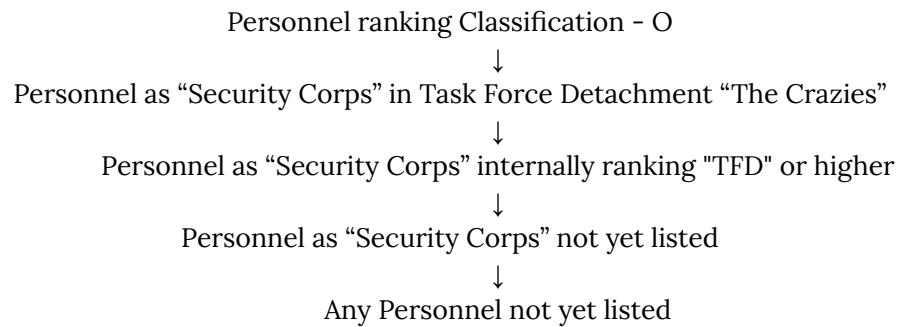 Personnel ranking Classification - O
↓
Personnel as “Security Corps” in Task Force Detachment “The Crazies”
↓
Personnel as “Security Corps” internally ranking "TFD" or higher
↓
Personnel as “Security Corps” not yet listed
↓
Any Personnel not yet listed